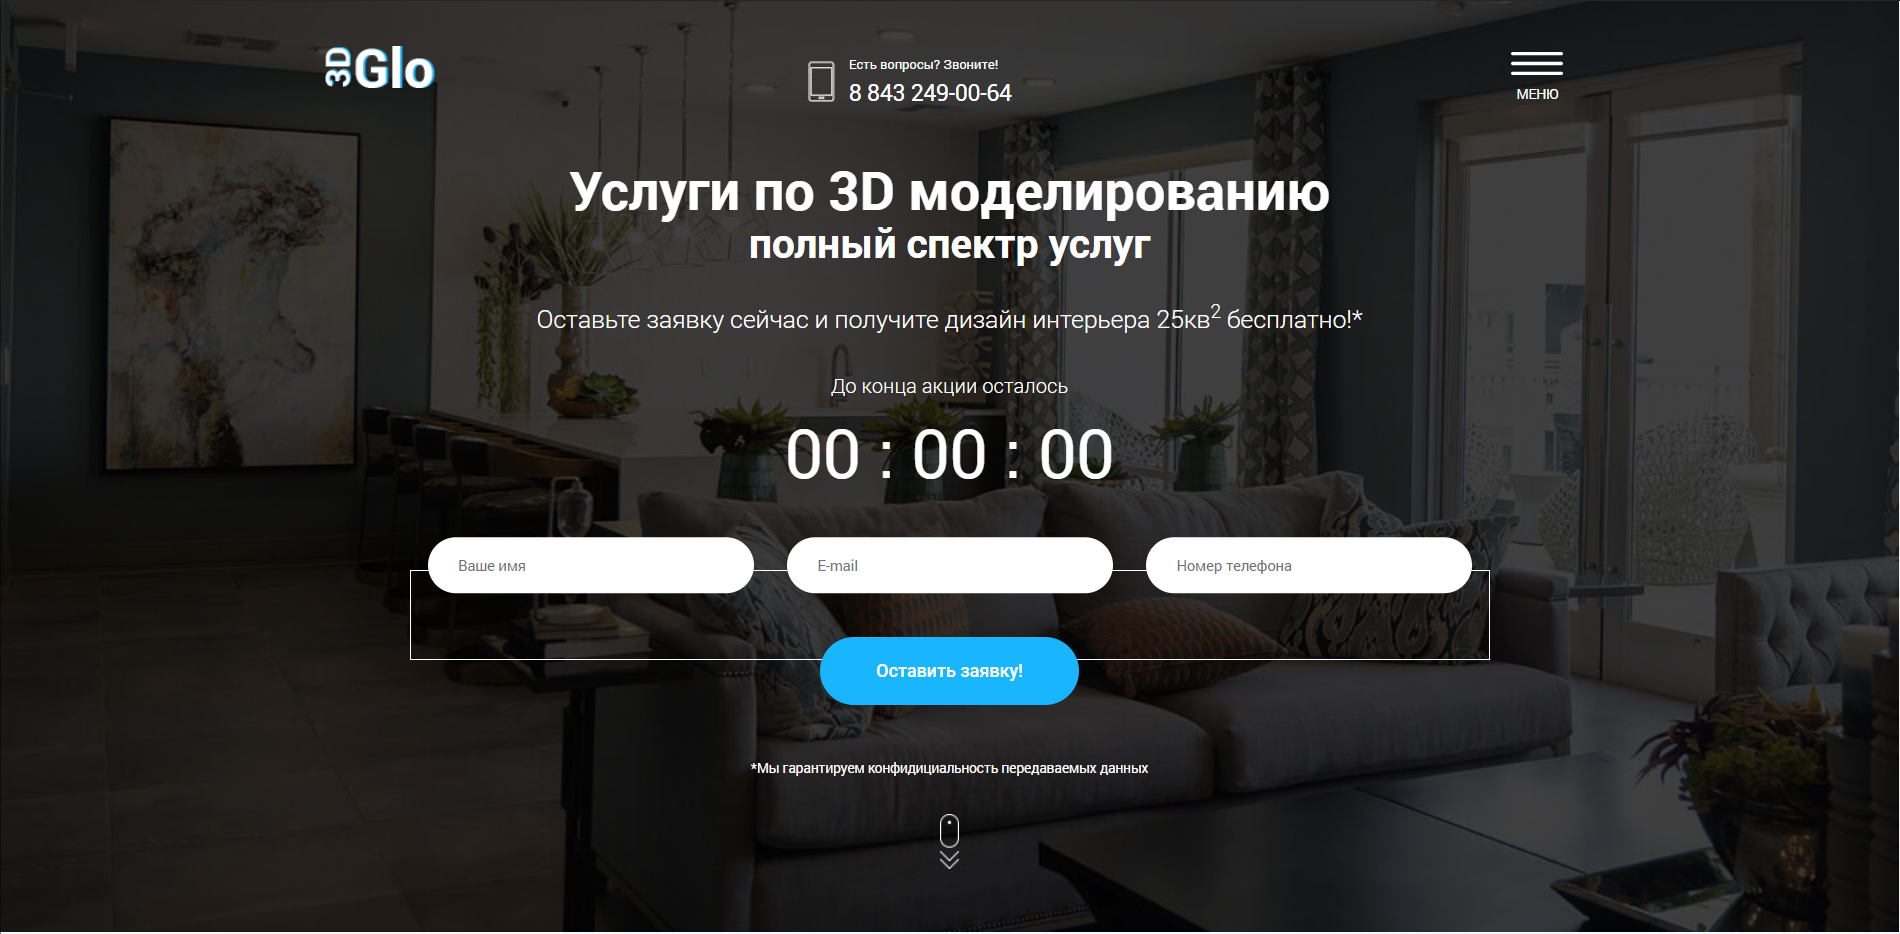 3D Glo
Есть вопросы? Звоните!
8 843 249-00-64
МЕНЮ
Услуги по 3D моделированию
полный спектр услуг
Оставьте заявку сейчас и получите дизайн интерьера 25кв² бесплатно!*
До конца акции осталось
00 : 00 : 00
Ваше имя
E-mail
Номер телефона
Оставить заявку!
*Мы гарантируем конфидициальность передаваемых данных